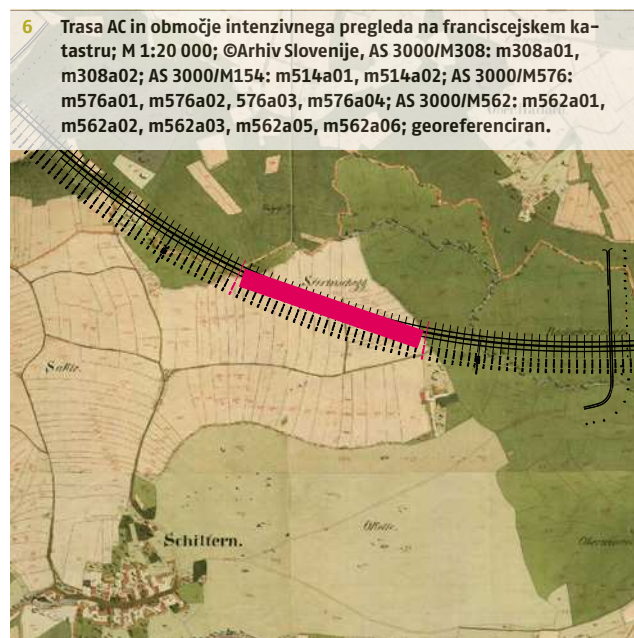 6 Trasa AC in območje intenzivnega pregleda na franciscejskem ka-
tastru; M 1:20 000; ©Arhiv Slovenije, AS 3000/M308: m308a01,
m308a02; AS 3000/M154: m514a01, m514a02; AS 3000/M576:
m576a01, m576a02, 576a03, m576a04; AS 3000/M562: m562a01,
m562a02, m562a03, m562a05, m562a06; georeferenciran.
Schittern.